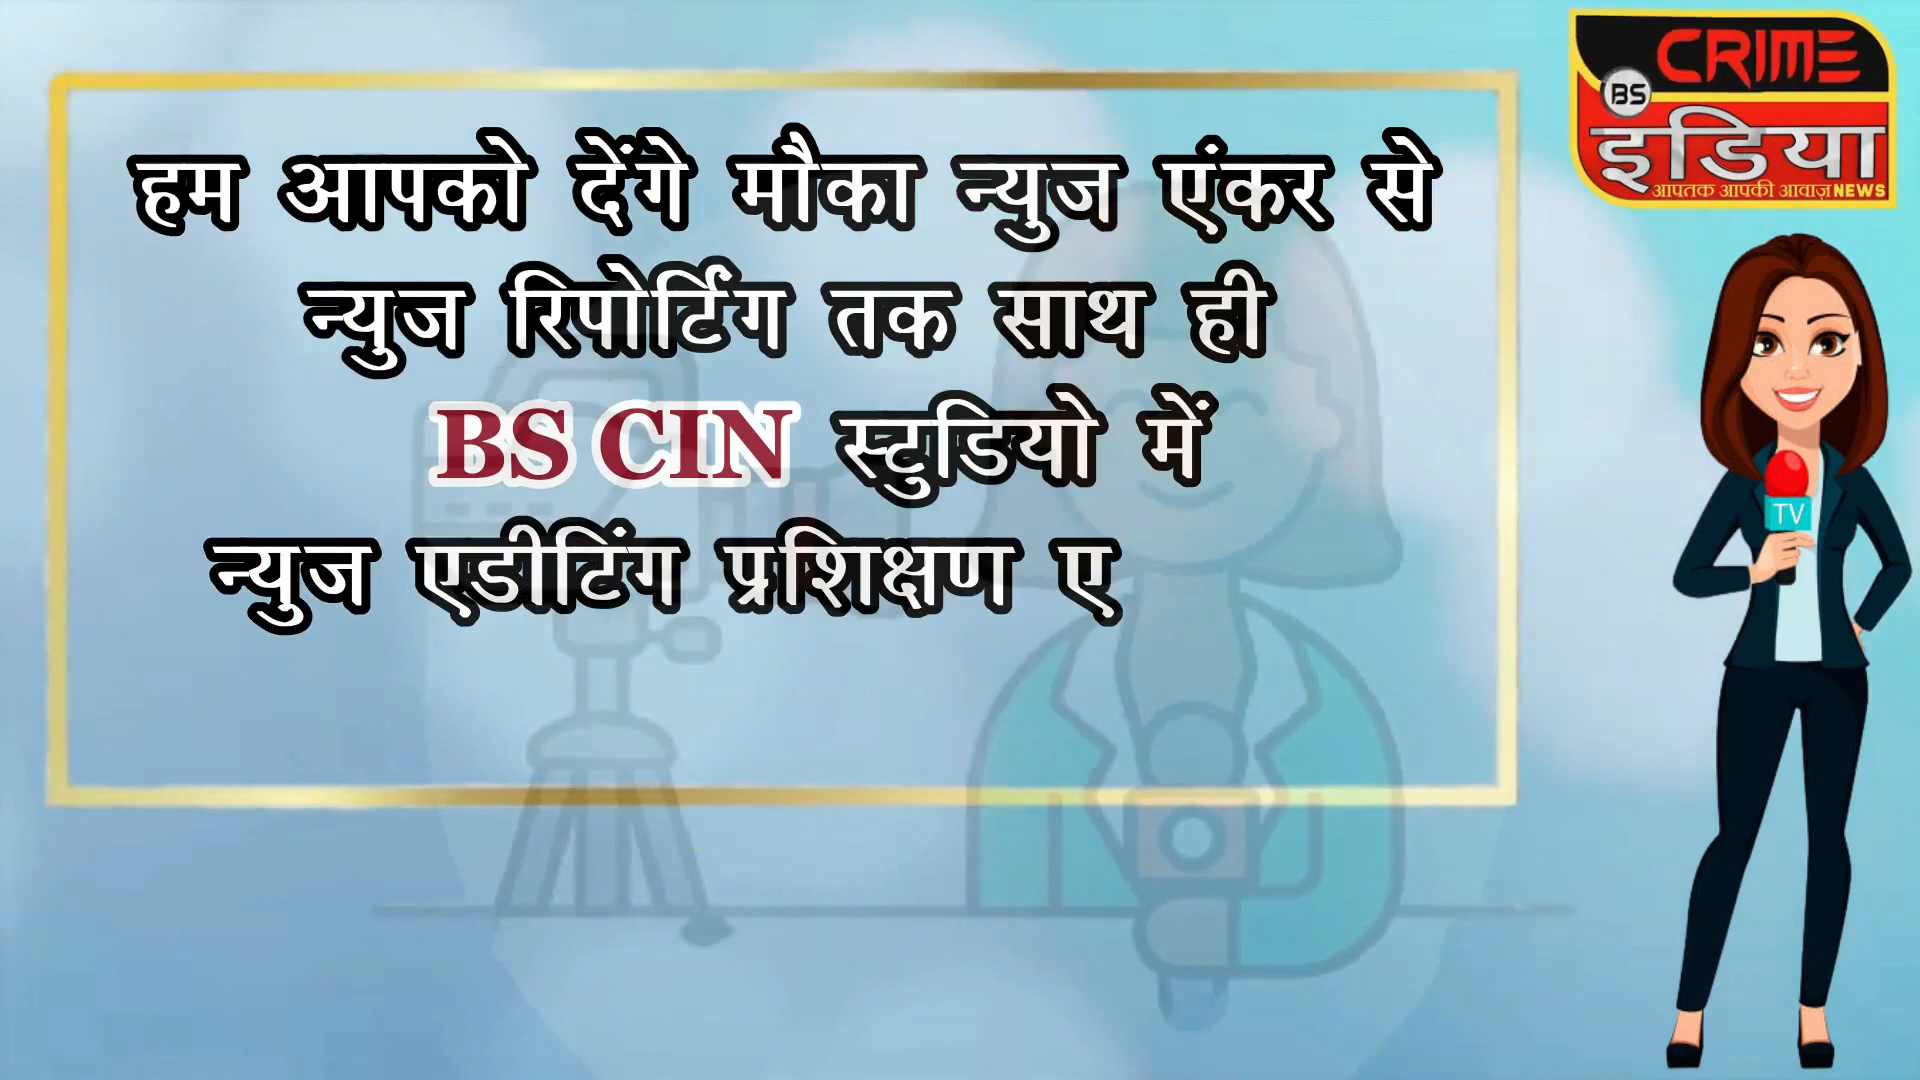 हम आपको देंगे मौका न्युज एंकर से
न्युज रिपोर्टिंग तक साथ ही
BS CIN स्टुडियो में
न्युज एडीटिंग प्रशिक्षण ए
CRIME
BS
इंडिया
आपतक आपकी आवाज़ NEWS
TV